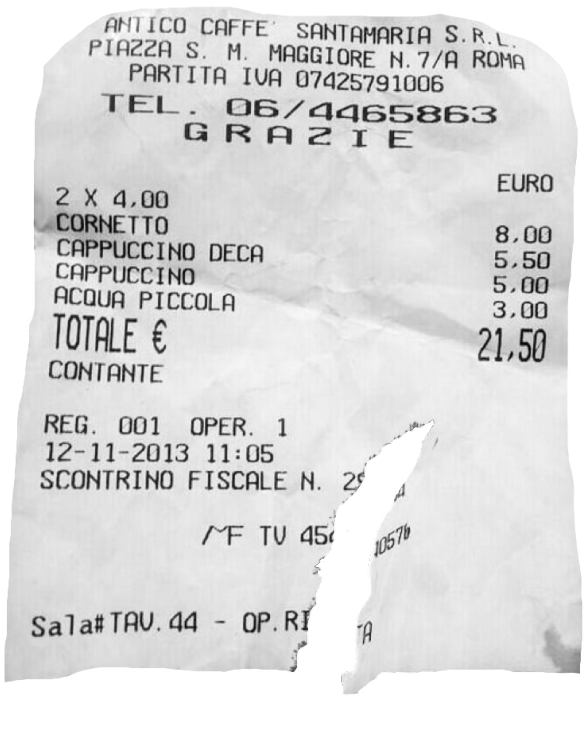 ANTICO CAFFE' SANTAMARIA S.R.L.
PIAZZA S. M. MAGGIORE N.7/A ROMA
PARTITA IVA 07425791006
TEL. 06/4465863
GRAZIE
EURO
2 X 4,00
CORNETTO 8,00
CAPPUCCINO DECA 5,50
CAPPUCCINO 5,00
ACQUA PICCOLA 3,00
TOTALE € 21,50
CONTANTE
REG. 001 OPER. 1
12-11-2013 11:05
SCONTRINO FISCALE N.
MF TV
Sala# TAV.44 -